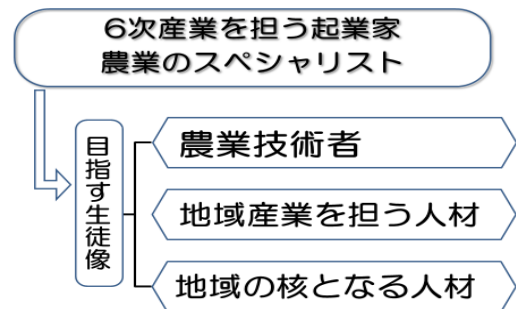 6次産業を担う起業家
農業のスペシャリスト
目指す生徒像
農業技術者
地域産業を担う人材
地域の核となる人材